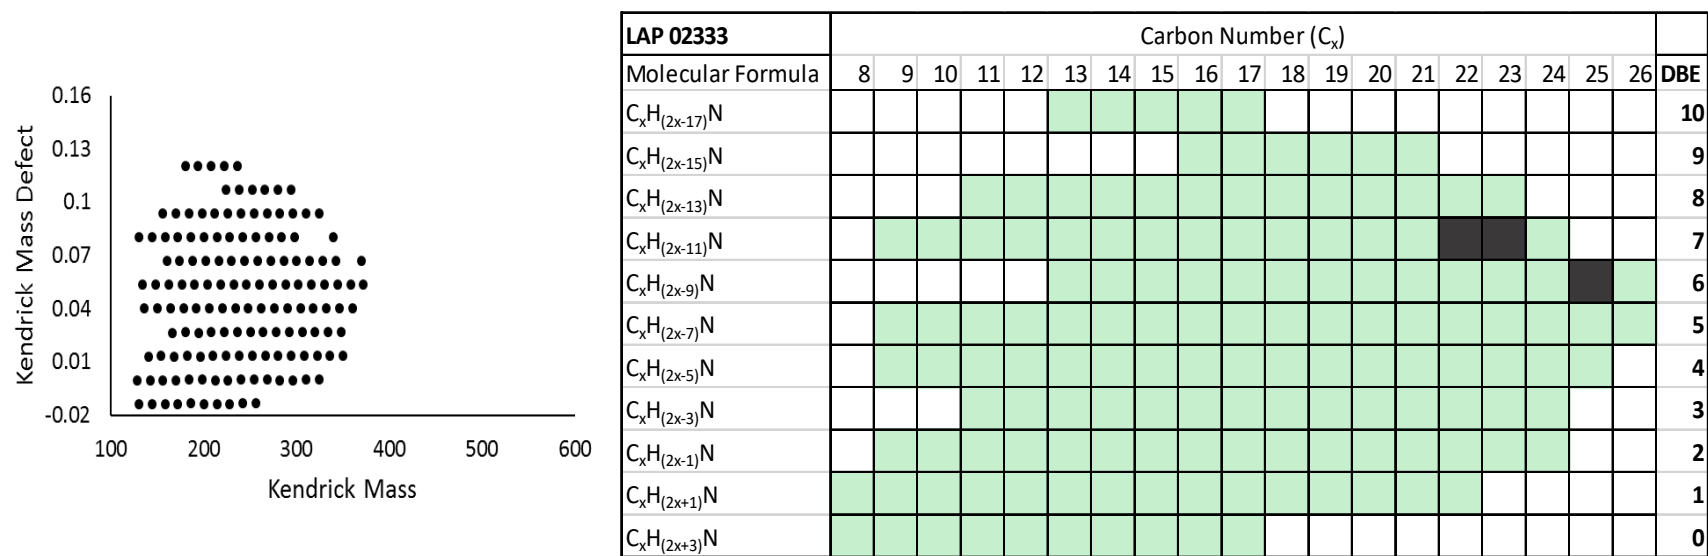 0.16
0.13
0.1
0.07
0.04
0.01
-0.02
Kendrick Mass Defect
100 200 300 400 500 600
Kendrick Mass
LAP 02333 Carbon Number (Cₓ)
Molecular Formula 8 9 10 11 12 13 14 15 16 17 18 19 20 21 22 23 24 25 26 DBE
CₓH₍₂ₓ₋₁₇₎N 10
CₓH₍₂ₓ₋₁₅₎N 9
CₓH₍₂ₓ₋₁₃₎N 8
CₓH₍₂ₓ₋₁₁₎N 7
CₓH₍₂ₓ₋₉₎N 6
CₓH₍₂ₓ₋₇₎N 5
CₓH₍₂ₓ₋₅₎N 4
CₓH₍₂ₓ₋₃₎N 3
CₓH₍₂ₓ₋₁₎N 2
CₓH₍₂ₓ₊₁₎N 1
CₓH₍₂ₓ₊₃₎N 0